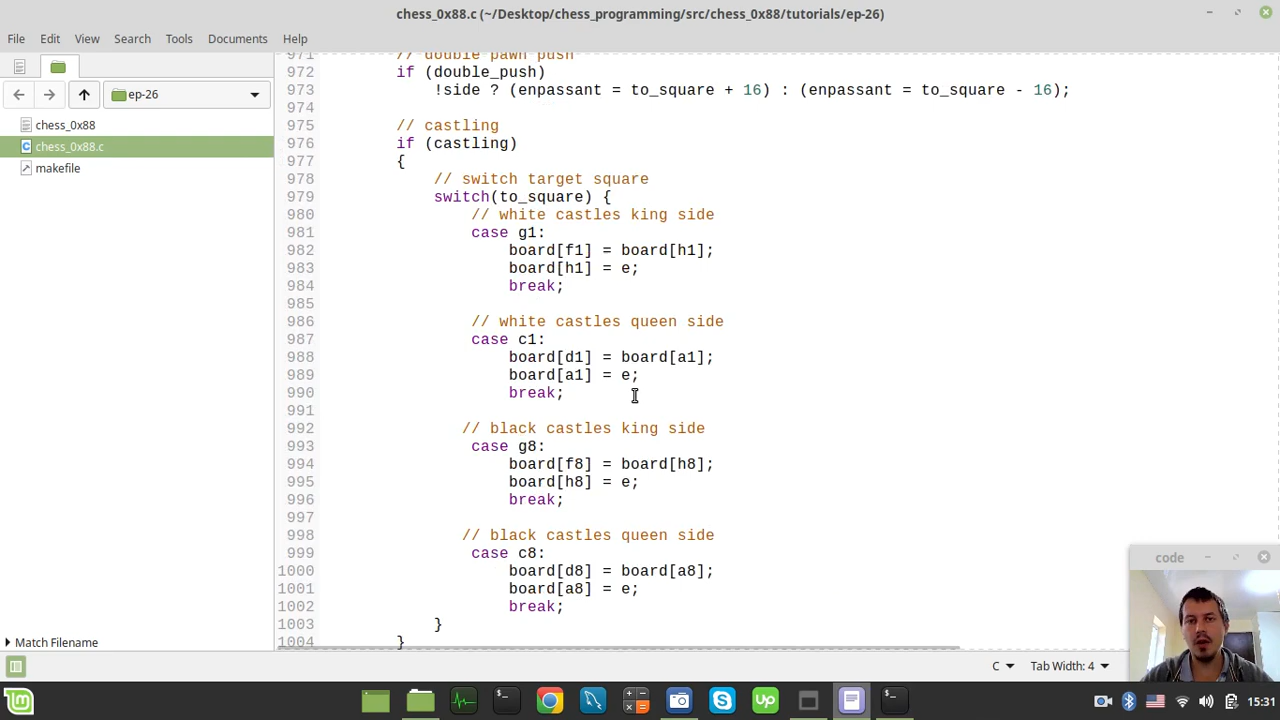 chess_0x88.c (~/Desktop/chess_programming/src/chess_0x88/tutorials/ep-26)
File Edit View Search Tools Documents Help
ep-26
chess_0x88
chess_0x88.c
makefile
Match Filename
971 // double pawn push
972 if (double_push)
973 !side ? (enpassant = to_square + 16) : (enpassant = to_square - 16);
974
975 // castling
976 if (castling)
977 {
978 // switch target square
979 switch(to_square) {
980 // white castles king side
981 case g1:
982 board[f1] = board[h1];
983 board[h1] = e;
984 break;
985
986 // white castles queen side
987 case c1:
988 board[d1] = board[a1];
989 board[a1] = e;
990 break;
991
992 // black castles king side
993 case g8:
994 board[f8] = board[h8];
995 board[h8] = e;
996 break;
997
998 // black castles queen side
999 case c8:
1000 board[d8] = board[a8];
1001 board[a8] = e;
1002 break;
1003 }
1004 }
code
C Tab Width: 4
15:31